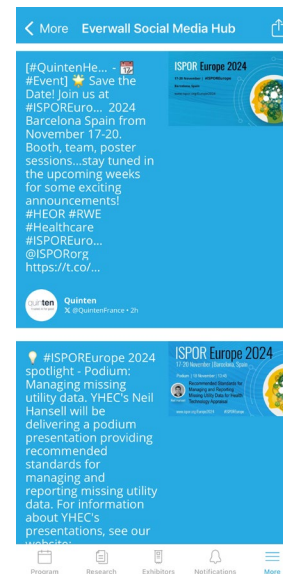 More
Everwall Social Media Hub
[#QuintenHe... - 📅
#Event] 🌟 Save the
Date! Join us at
#ISPOREuro... 2024
Barcelona Spain from
November 17-20.
Booth, team, poster
sessions...stay tuned in
the upcoming weeks
for some exciting
announcements!
#HEOR #RWE
#Healthcare
#ISPOREuro...
@ISPORorg
https://t.co/...
ISPOR Europe 2024
quinten
Quinten
X @QuintenFrance • 2h
💡 #ISPOREurope 2024
spotlight - Podium:
Managing missing
utility data. YHEC's Neil
Hansell will be
delivering a podium
presentation providing
recommended
standards for
managing and
reporting missing utility
data. For information
about YHEC's
presentations, see our
website:
ISPOR Europe 2024
17-20 November | Barcelona, Spain
Recommended Standards for
Managing and Reporting
Missing Utility Data for Health
Technology Appraisal
Program
Research
Exhibitors
Notifications
More